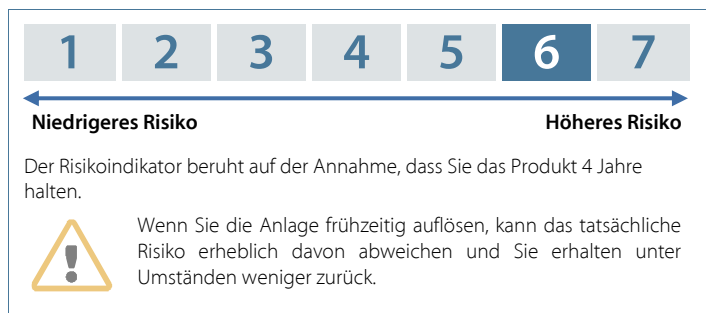 1 2 3 4 5 6 7
Niedrigeres Risiko Höheres Risiko
Der Risikoindikator beruht auf der Annahme, dass Sie das Produkt 4 Jahre
halten.
Wenn Sie die Anlage frühzeitig auflösen, kann das tatsächliche
Risiko erheblich davon abweichen und Sie erhalten unter
Umständen weniger zurück.